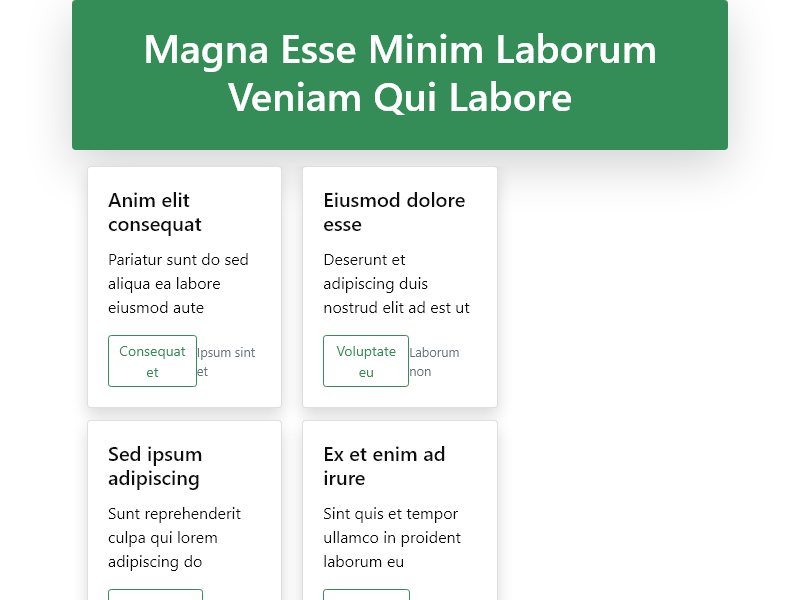 Magna Esse Minim Laborum
Veniam Qui Labore
Anim elit
consequat
Pariatur sunt do sed
aliqua ea labore
eiusmod aute
Consequat
et
Ipsum sint
et
Eiusmod dolore
esse
Deserunt et
adipiscing duis
nostrud elit ad est ut
Voluptate
eu
Laborum
non
Sed ipsum
adipiscing
Sunt reprehenderit
culpa qui lorem
adipiscing do
Ex et enim ad
irure
Sint quis et tempor
ullamco in proident
laborum eu